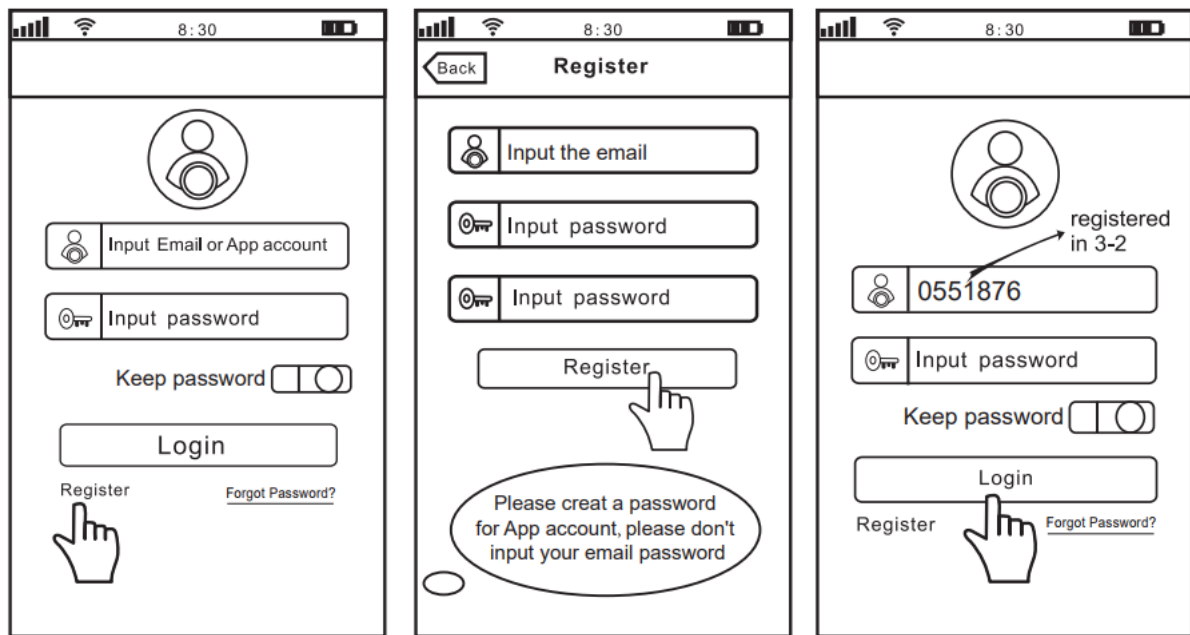 8:30
Input Email or App account
Input password
Keep password
Login
Register
Forgot Password?
8:30
Back
Register
Input the email
Input password
Input password
Register
Please creat a password
for App account, please don't
input your email password
8:30
registered
in 3-2
0551876
Input password
Keep password
Login
Register
Forgot Password?